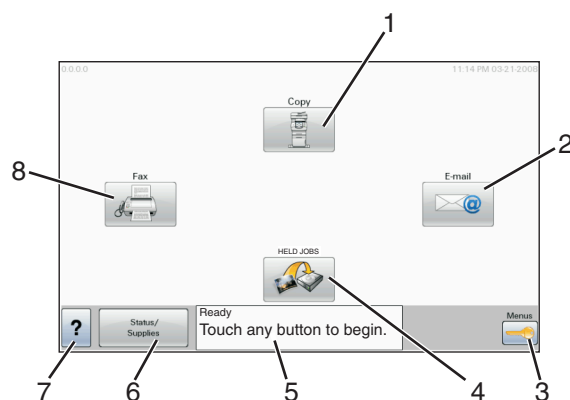 1
0.0.0.0
11:14 PM 03-21-2008
Copy
2
8
Fax
E-mail
@
HELD JOBS
Ready
Touch any button to begin.
?
Status/
Supplies
Menus
7
6
5
4
3